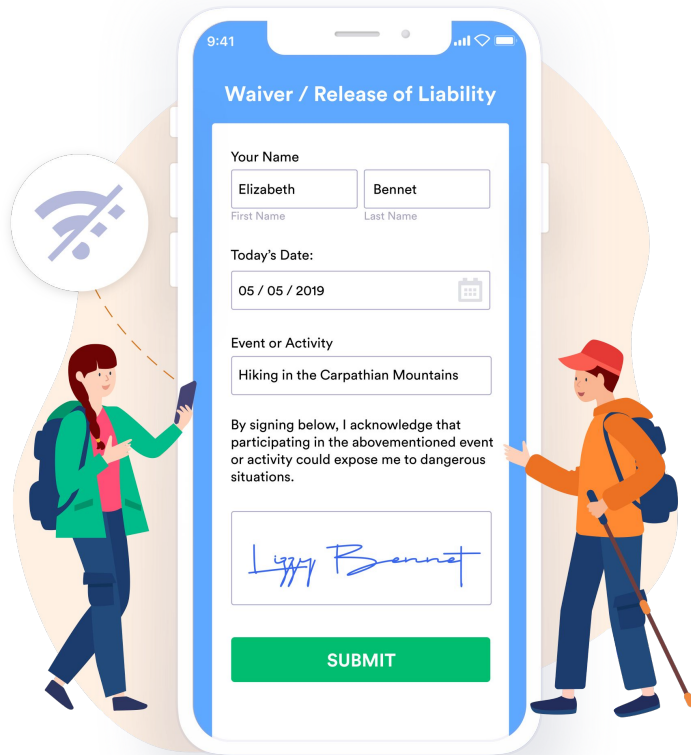 9:41
Waiver / Release of Liability
Your Name
Elizabeth Bennet
First Name Last Name
Today's Date:
05 / 05 / 2019
Event or Activity
Hiking in the Carpathian Mountains
By signing below, I acknowledge that
participating in the abovementioned event
or activity could expose me to dangerous
situations.
Lizzy Bennet
SUBMIT